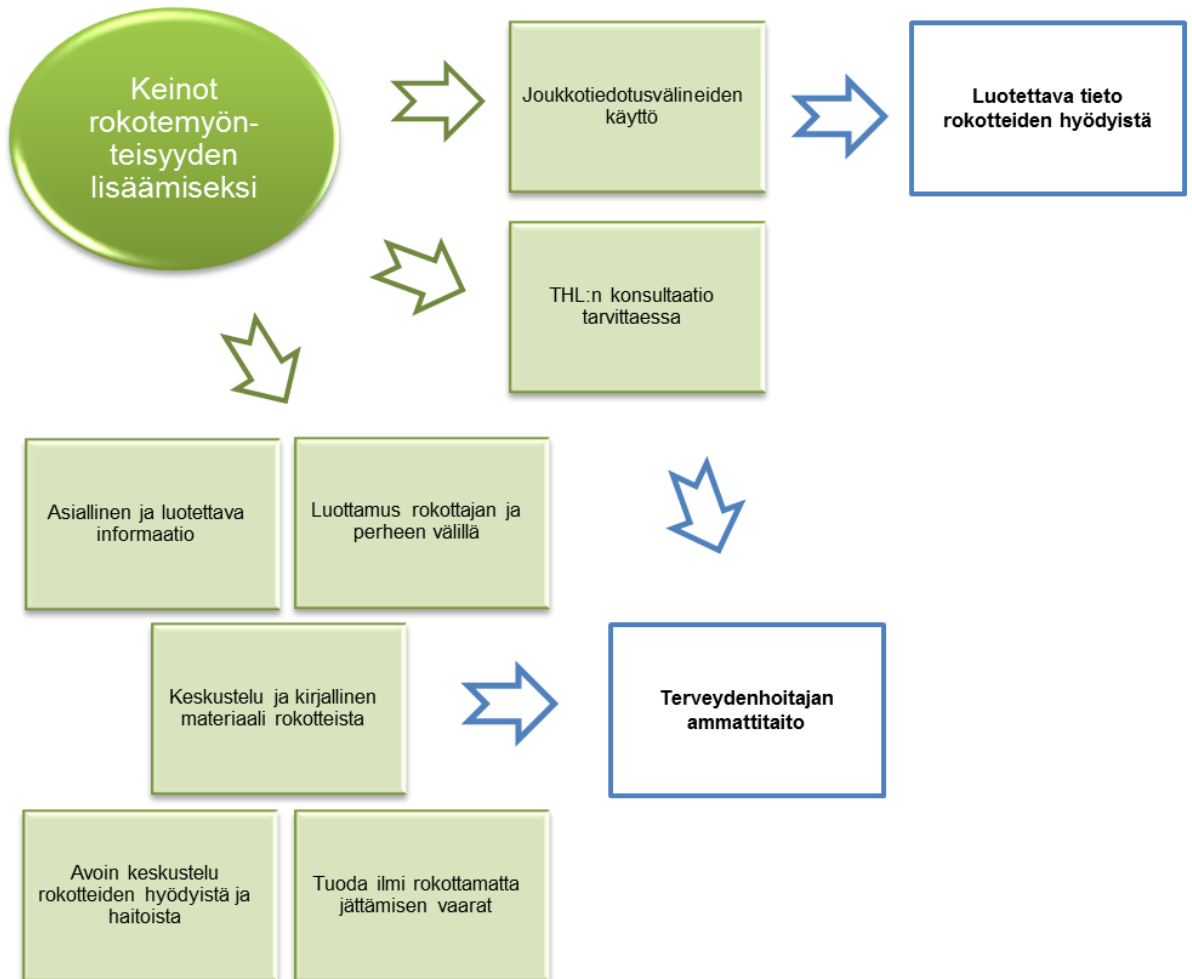 Keinot
rokotemyön-
teisyyden
lisäämiseksi
Joukkotiedotusvälineiden
käyttö
Luotettava tieto
rokotteiden hyödyistä
THL:n konsultaatio
tarvittaessa
Asiallinen ja luotettava
informaatio
Luottamus rokottajan ja
perheen välillä
Keskustelu ja kirjallinen
materiaali rokotteista
Terveydenhoitajan
ammattitaito
Avoin keskustelu
rokotteiden hyödyistä ja
haitoista
Tuoda ilmi rokottamatta
jättämisen vaarat